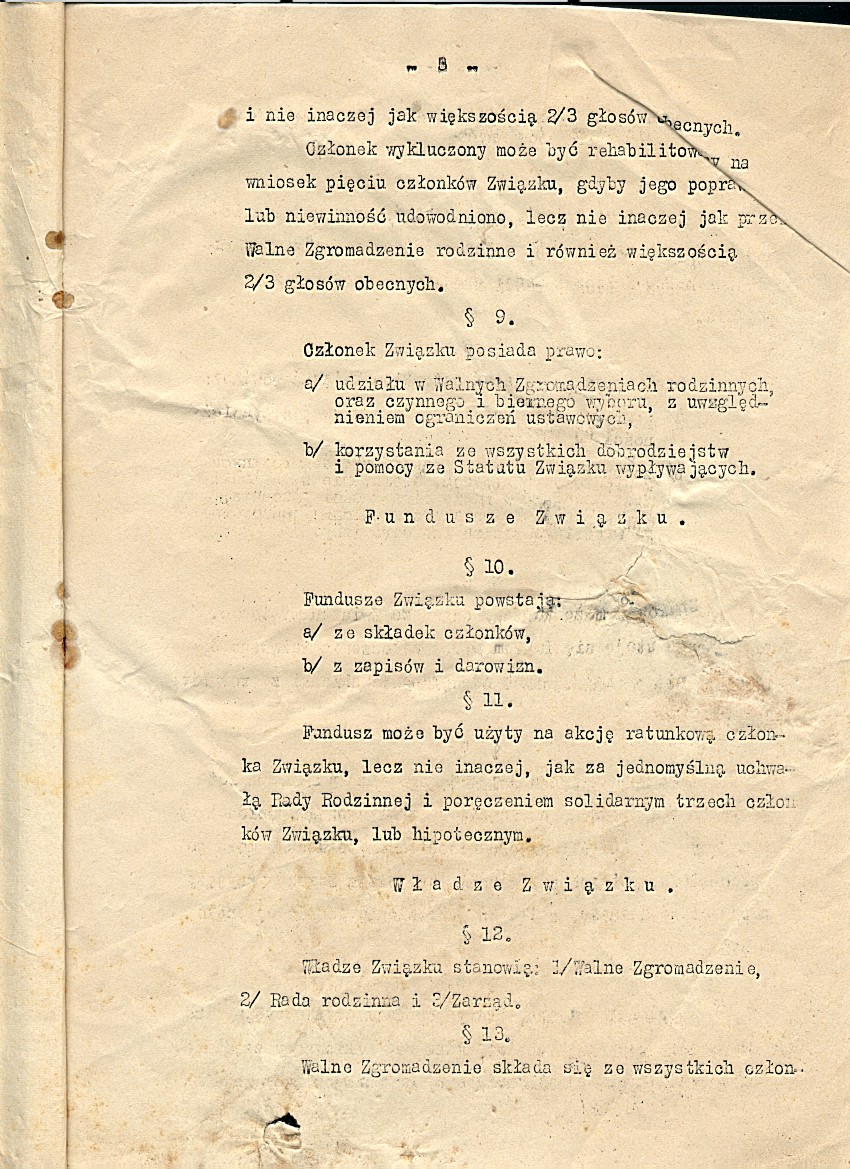 - 3 -
i nie inaczej jak większością 2/3 głosów obecnych.
Członek wykluczony może być rehabilitow na
wniosek pięciu członków Związku, gdyby jego
lub niewinność udowodniono, lecz nie inaczej jak
Walne Zgromadzenie rodzinne i również większością
2/3 głosów obecnych.
§ 9.
Członek Związku posiada prawo:
a/ udziału w Walnych Zgromadzeniach rodzinnych,
oraz czynnego i biernego wyboru, z uwzględ-
nieniem ograniczeń ustawowych,
b/ korzystania ze wszystkich dobrodziejstw
i pomocy ze Statutu Związku wypływających.
Fundusze Związku.
§ 10.
Fundusze Związku powstają:
a/ ze składek członków,
b/ z zapisów i darowizn.
§ 11.
Fundusz może być użyty na akcję ratunkową człon-
ka Związku, lecz nie inaczej, jak za jednomyślną uchwa-
łą Rady Rodzinnej i poręczeniem solidarnym trzech człon
ków Związku, lub hipotecznym.
Władze Związku.
§ 12.
Władze Związku stanowią: 1/Walne Zgromadzenie,
2/ Rada rodzinna i 3/Zarząd.
§ 13.
Walne Zgromadzenie składa się ze wszystkich człon-